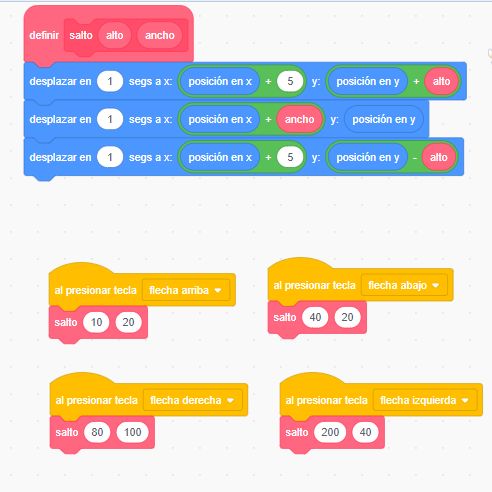 definir salto alto ancho
desplazar en 1 segs a x: posición en x + 5 y: posición en y + alto
desplazar en 1 segs a x: posición en x + ancho y: posición en y
desplazar en 1 segs a x: posición en x + 5 y: posición en y - alto
al presionar tecla flecha arriba
salto 10 20
al presionar tecla flecha abajo
salto 40 20
al presionar tecla flecha derecha
salto 80 100
al presionar tecla flecha izquierda
salto 200 40